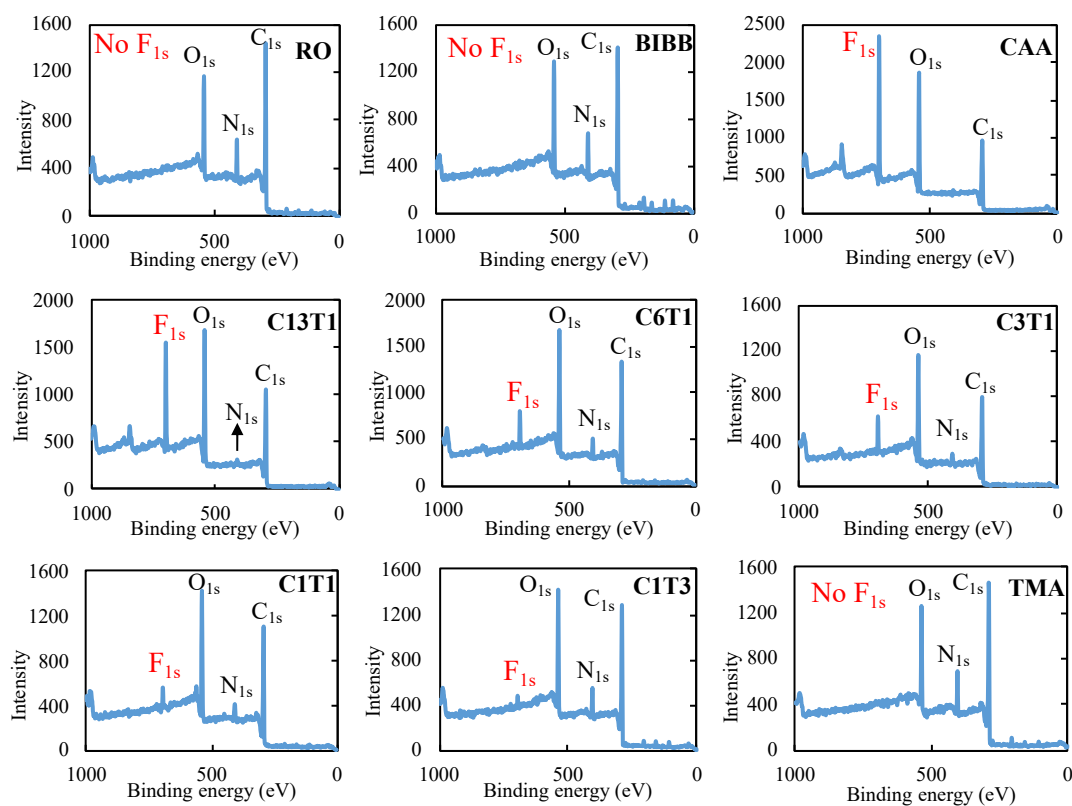 1600
1200
800
400
0
1000
500
0
Intensity
Binding energy (eV)
No F1s
O1s
N1s
C1s
RO
1600
1200
800
400
0
1000
500
0
Intensity
Binding energy (eV)
No F1s
O1s
N1s
C1s
BIBB
2500
2000
1500
1000
500
0
1000
500
0
Intensity
Binding energy (eV)
F1s
O1s
C1s
CAA
2000
1500
1000
500
0
1000
500
0
Intensity
Binding energy (eV)
F1s
O1s
N1s
C1s
C13T1
2000
1500
1000
500
0
1000
500
0
Intensity
Binding energy (eV)
F1s
O1s
N1s
C1s
C6T1
1600
1200
800
400
0
1000
500
0
Intensity
Binding energy (eV)
F1s
O1s
N1s
C1s
C3T1
1600
1200
800
400
0
1000
500
0
Intensity
Binding energy (eV)
F1s
O1s
N1s
C1s
C1T1
1600
1200
800
400
0
1000
500
0
Intensity
Binding energy (eV)
F1s
O1s
N1s
C1s
C1T3
1600
1200
800
400
0
1000
500
0
Intensity
Binding energy (eV)
No F1s
O1s
N1s
C1s
TMA